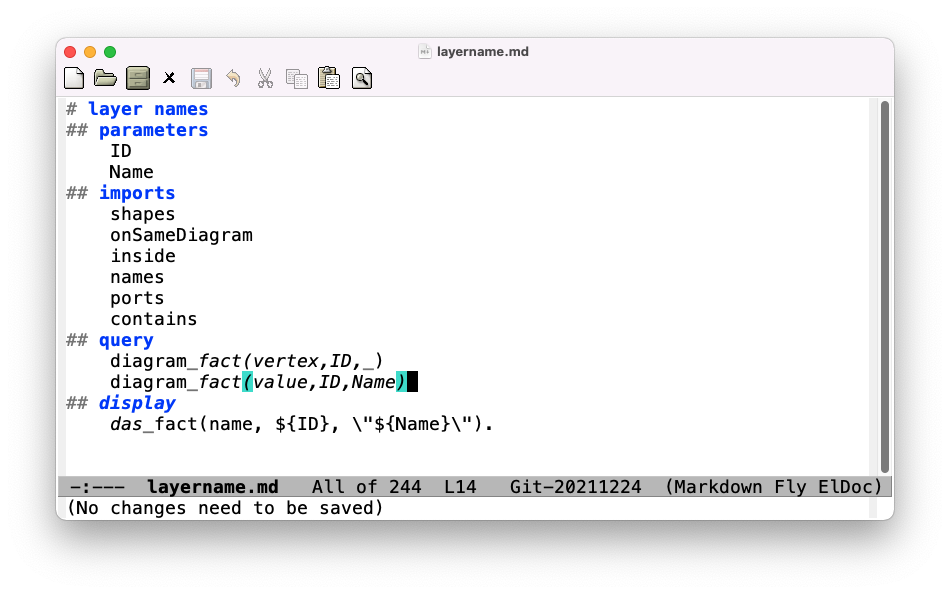 layername.md
# layer names
## parameters
    ID
    Name
## imports
    shapes
    onSameDiagram
    inside
    names
    ports
    contains
## query
    diagram_fact(vertex,ID,_)
    diagram_fact(value,ID,Name)
## display
    das_fact(name, ${ID}, \"${Name}\").
-:---  layername.md   All of 244  L14   Git-20211224  (Markdown Fly ElDoc)
(No changes need to be saved)